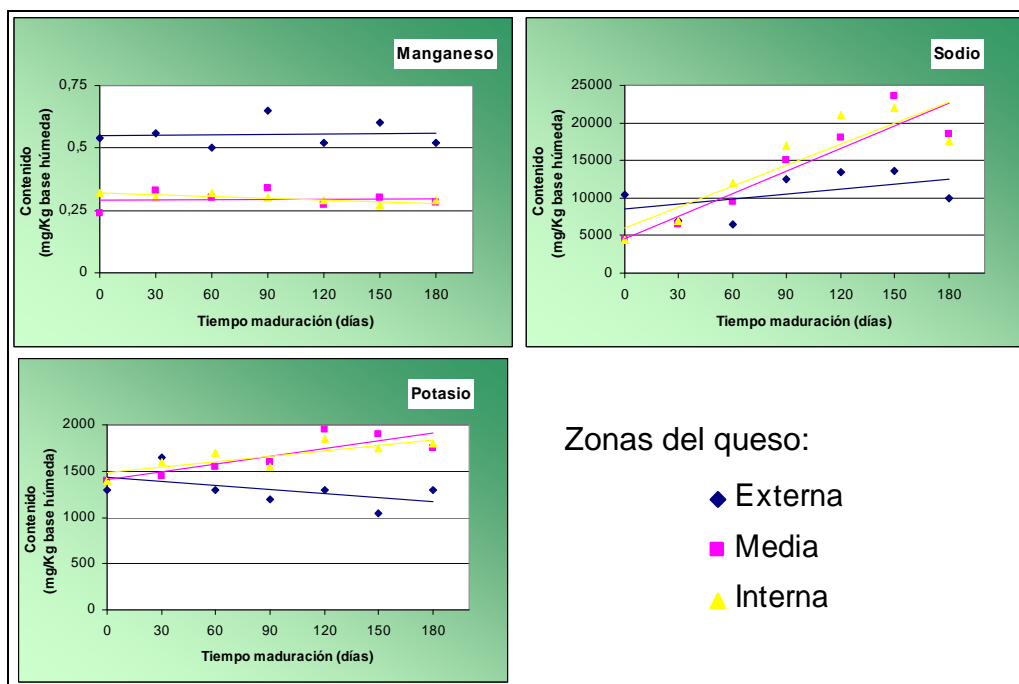 Manganeso
0,75
0,5
0,25
0
0 30 60 90 120 150 180
Contenido
(mg/Kg base húmeda)
Tiempo maduración (días)
Sodio
25000
20000
15000
10000
5000
0
0 30 60 90 120 150 180
Contenido
(mg/Kg base húmeda)
Tiempo maduración (días)
Potasio
2000
1500
1000
500
0
0 30 60 90 120 150 180
Contenido
(mg/Kg base húmeda)
Tiempo maduración (días)
Zonas del queso:
Externa
Media
Interna